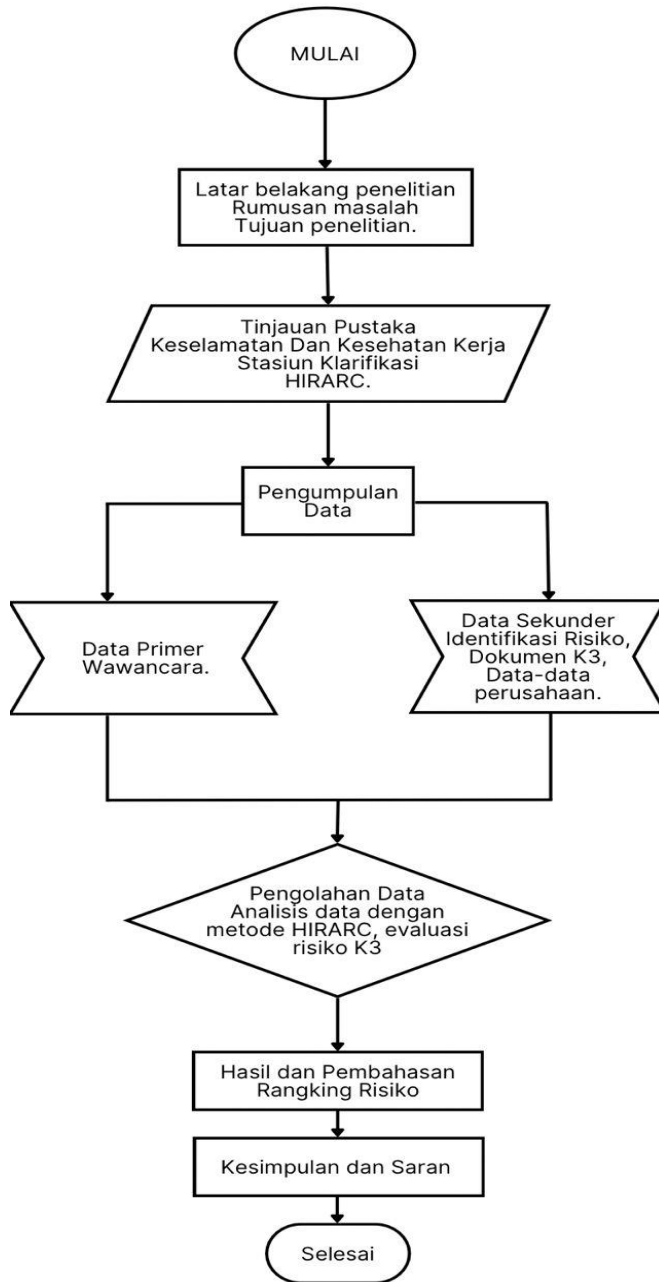 MULAI
Latar belakang penelitian
Rumusan masalah
Tujuan penelitian.
Tinjauan Pustaka
Keselamatan Dan Kesehatan Kerja
Stasiun Klarifikasi
HIRARC.
Pengumpulan
Data
Data Primer
Wawancara.
Data Sekunder
Identifikasi Risiko,
Dokumen K3,
Data-data
perusahaan.
Pengolahan Data
Analisis data dengan
metode HIRARC, evaluasi
risiko K3
Hasil dan Pembahasan
Rangking Risiko
Kesimpulan dan Saran
Selesai